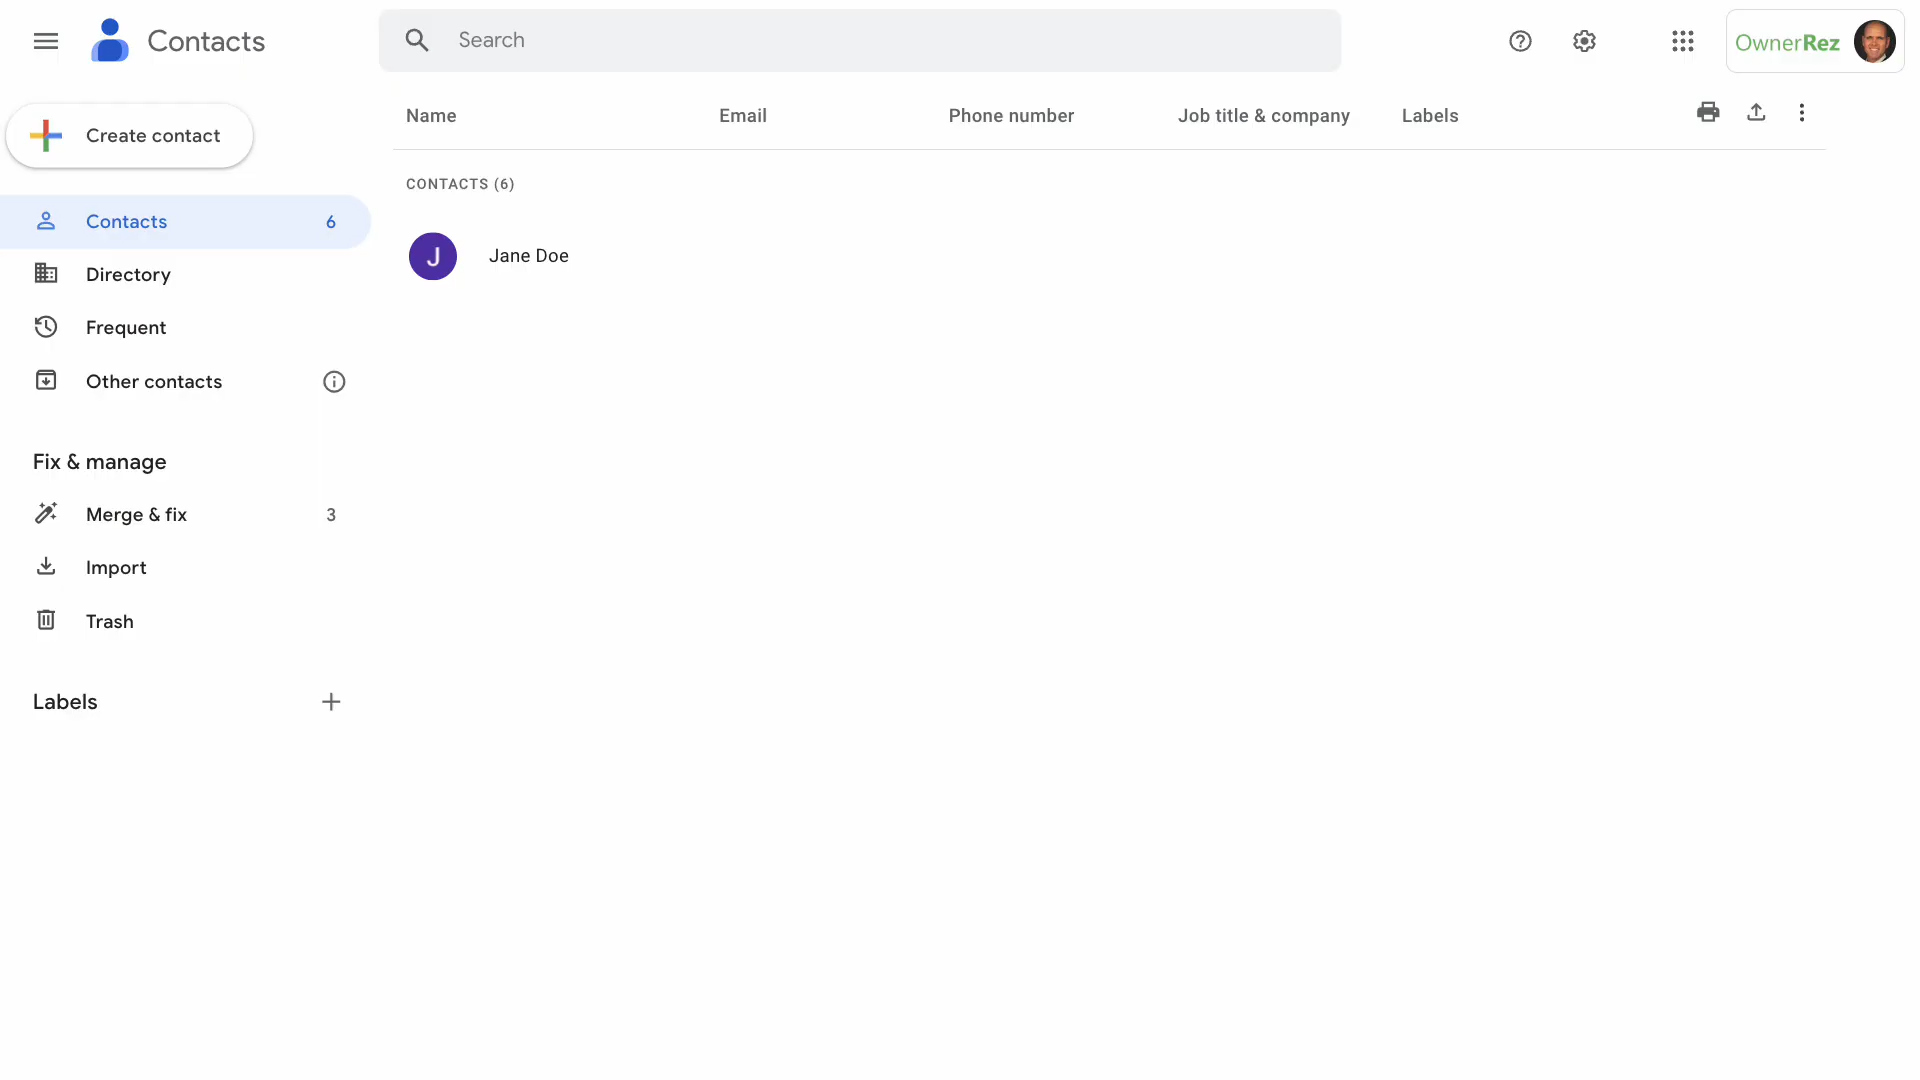 Contacts
Search
OwnerRez
Create contact
Name Email Phone number Job title & company Labels
CONTACTS (6)
Contacts 6
J Jane Doe
Directory
Frequent
Other contacts
Fix & manage
Merge & fix 3
Import
Trash
Labels